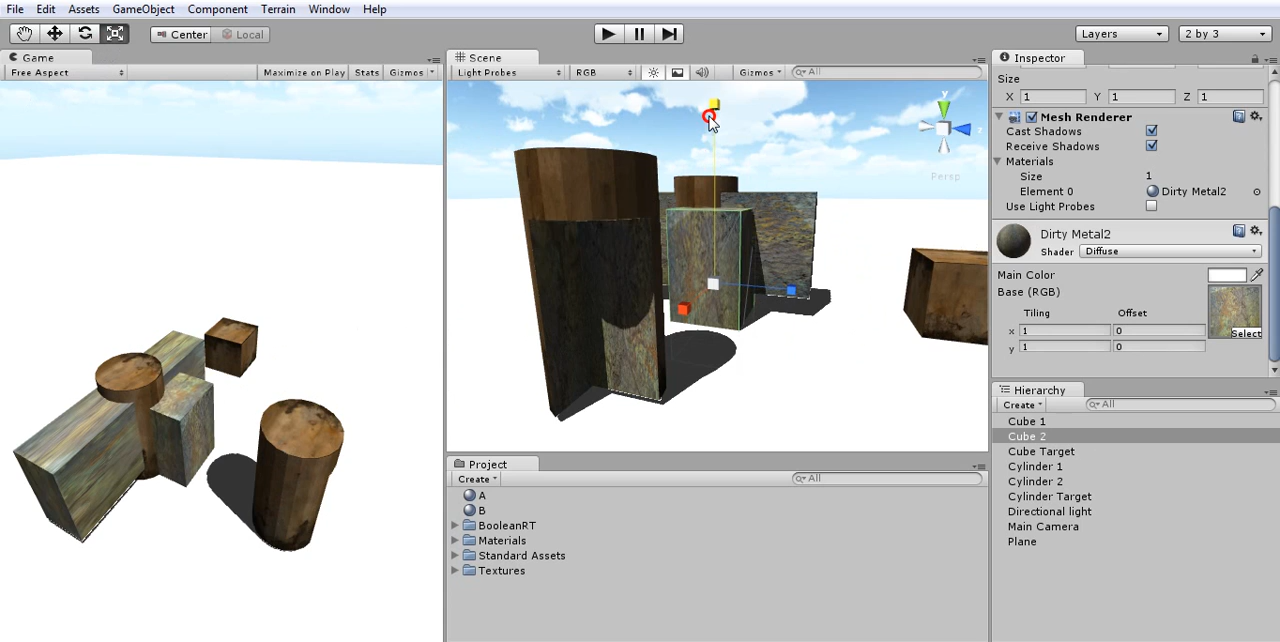 File Edit Assets GameObject Component Terrain Window Help
Center Local Layers 2 by 3
Game
Free Aspect Maximize on Play Stats Gizmos
Scene
Light Probes RGB Gizmos All
y
z
Persp
Inspector
Size
X 1 Y 1 Z 1
Mesh Renderer
Cast Shadows
Receive Shadows
Materials
Size 1
Element 0 Dirty Metal2
Use Light Probes
Dirty Metal2
Shader Diffuse
Main Color
Base (RGB)
Tiling Offset
x 1 0
y 1 0
Select
Hierarchy
Create All
Cube 1
Cube 2
Cube Target
Cylinder 1
Cylinder 2
Cylinder Target
Directional light
Main Camera
Plane
Project
Create All
A
B
BooleanRT
Materials
Standard Assets
Textures